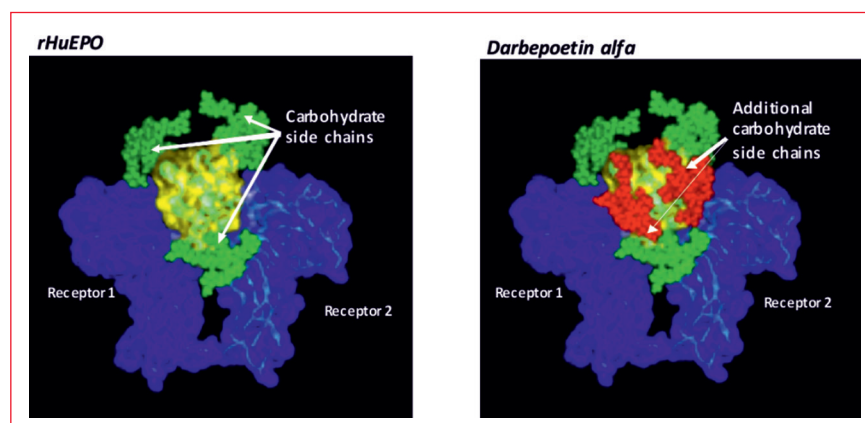 rHuEPO
Carbohydrate
side chains
Receptor 1
Receptor 2
Darbepoetin alfa
Additional
carbohydrate
side chains
Receptor 1
Receptor 2